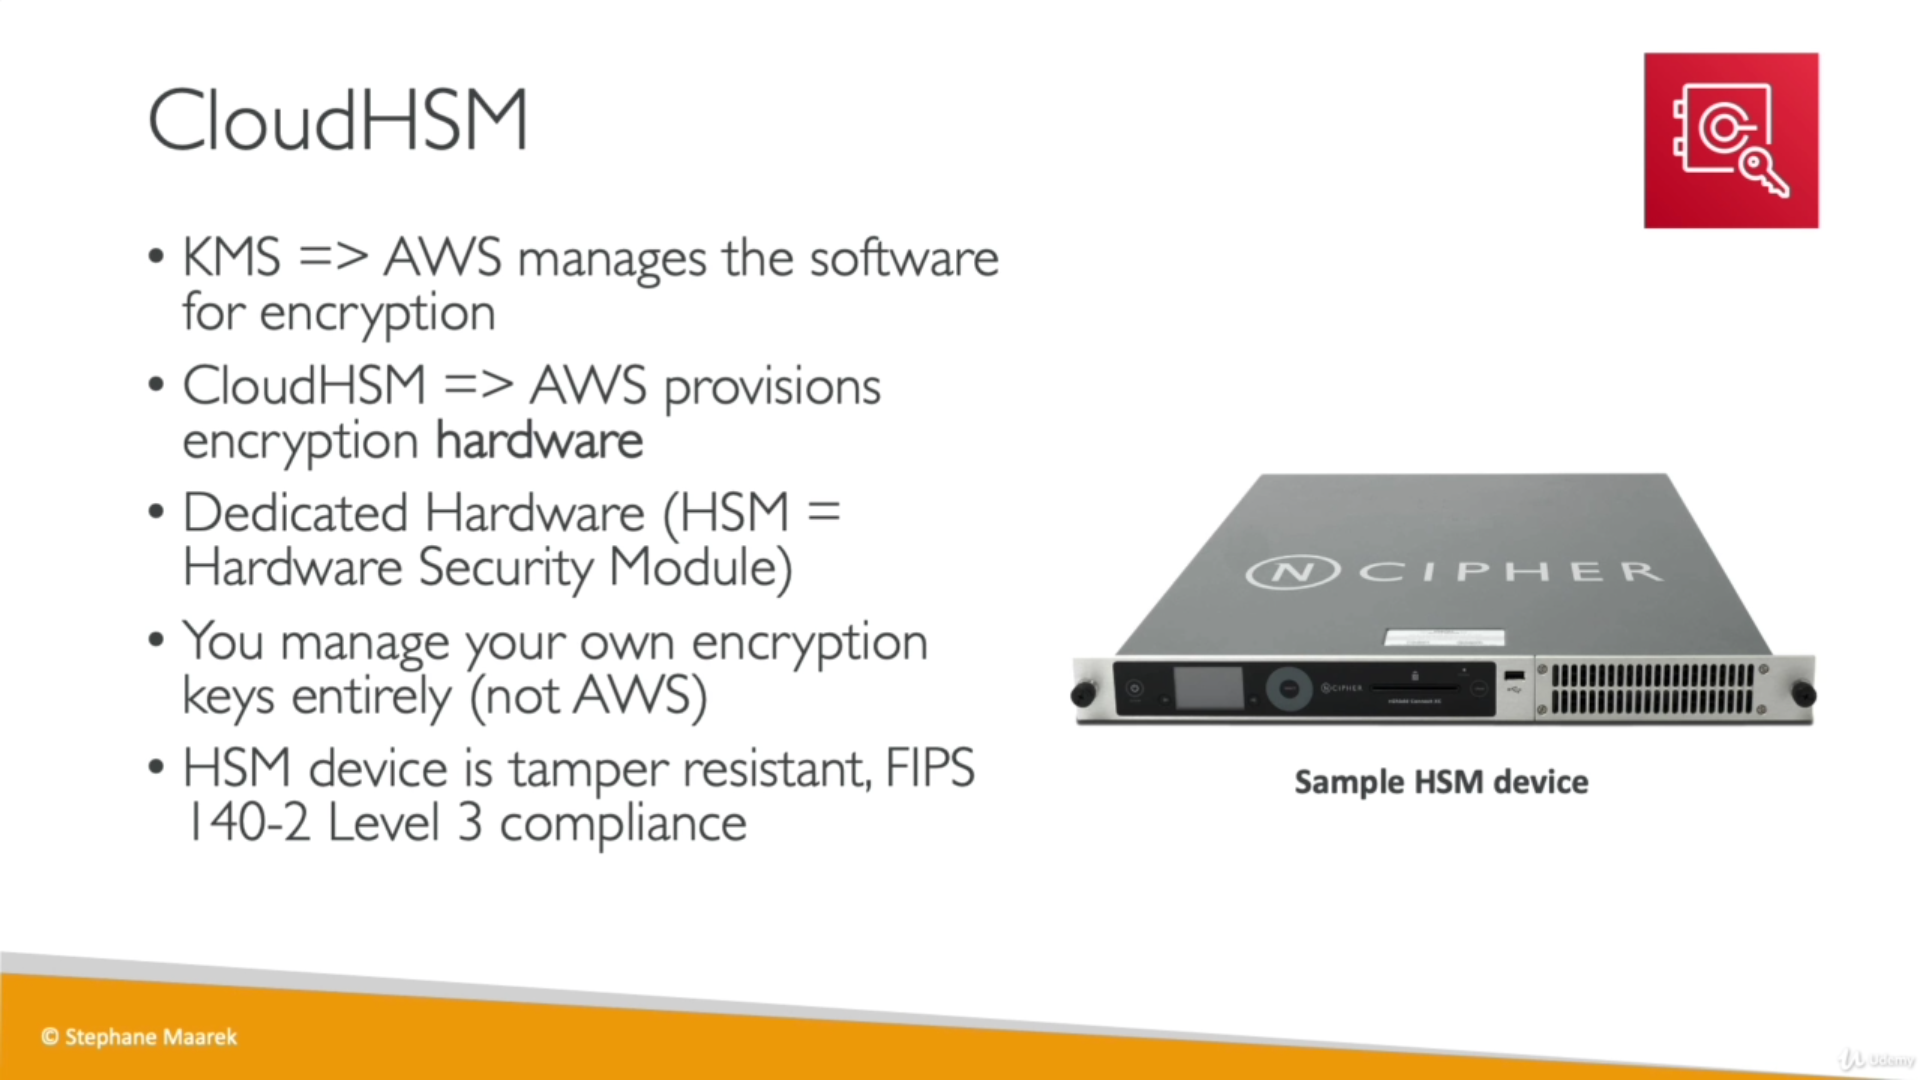 CloudHSM
• KMS => AWS manages the software
for encryption
• CloudHSM => AWS provisions
encryption hardware
• Dedicated Hardware (HSM =
Hardware Security Module)
• You manage your own encryption
keys entirely (not AWS)
• HSM device is tamper resistant, FIPS
140-2 Level 3 compliance
N CIPHER
NCIPHER
Sample HSM device
© Stephane Maarek
Udemy